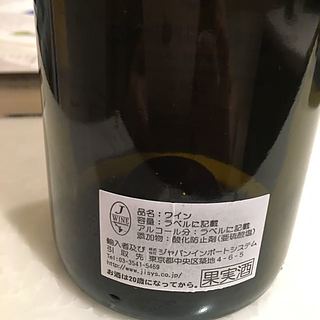 J
WINE
品名：ワイン
容量：ラベルに記載
アルコール分：ラベルに記載
添加物：酸化防止剤(亜硫酸塩)
輸入者及び 株式会社 ジャパンインポートシステム
引取先 東京都中央区築地4-6-5
Tel:03-3541-5469
http://www.jisys.co.jp/
お酒は20歳になってから。
果実酒